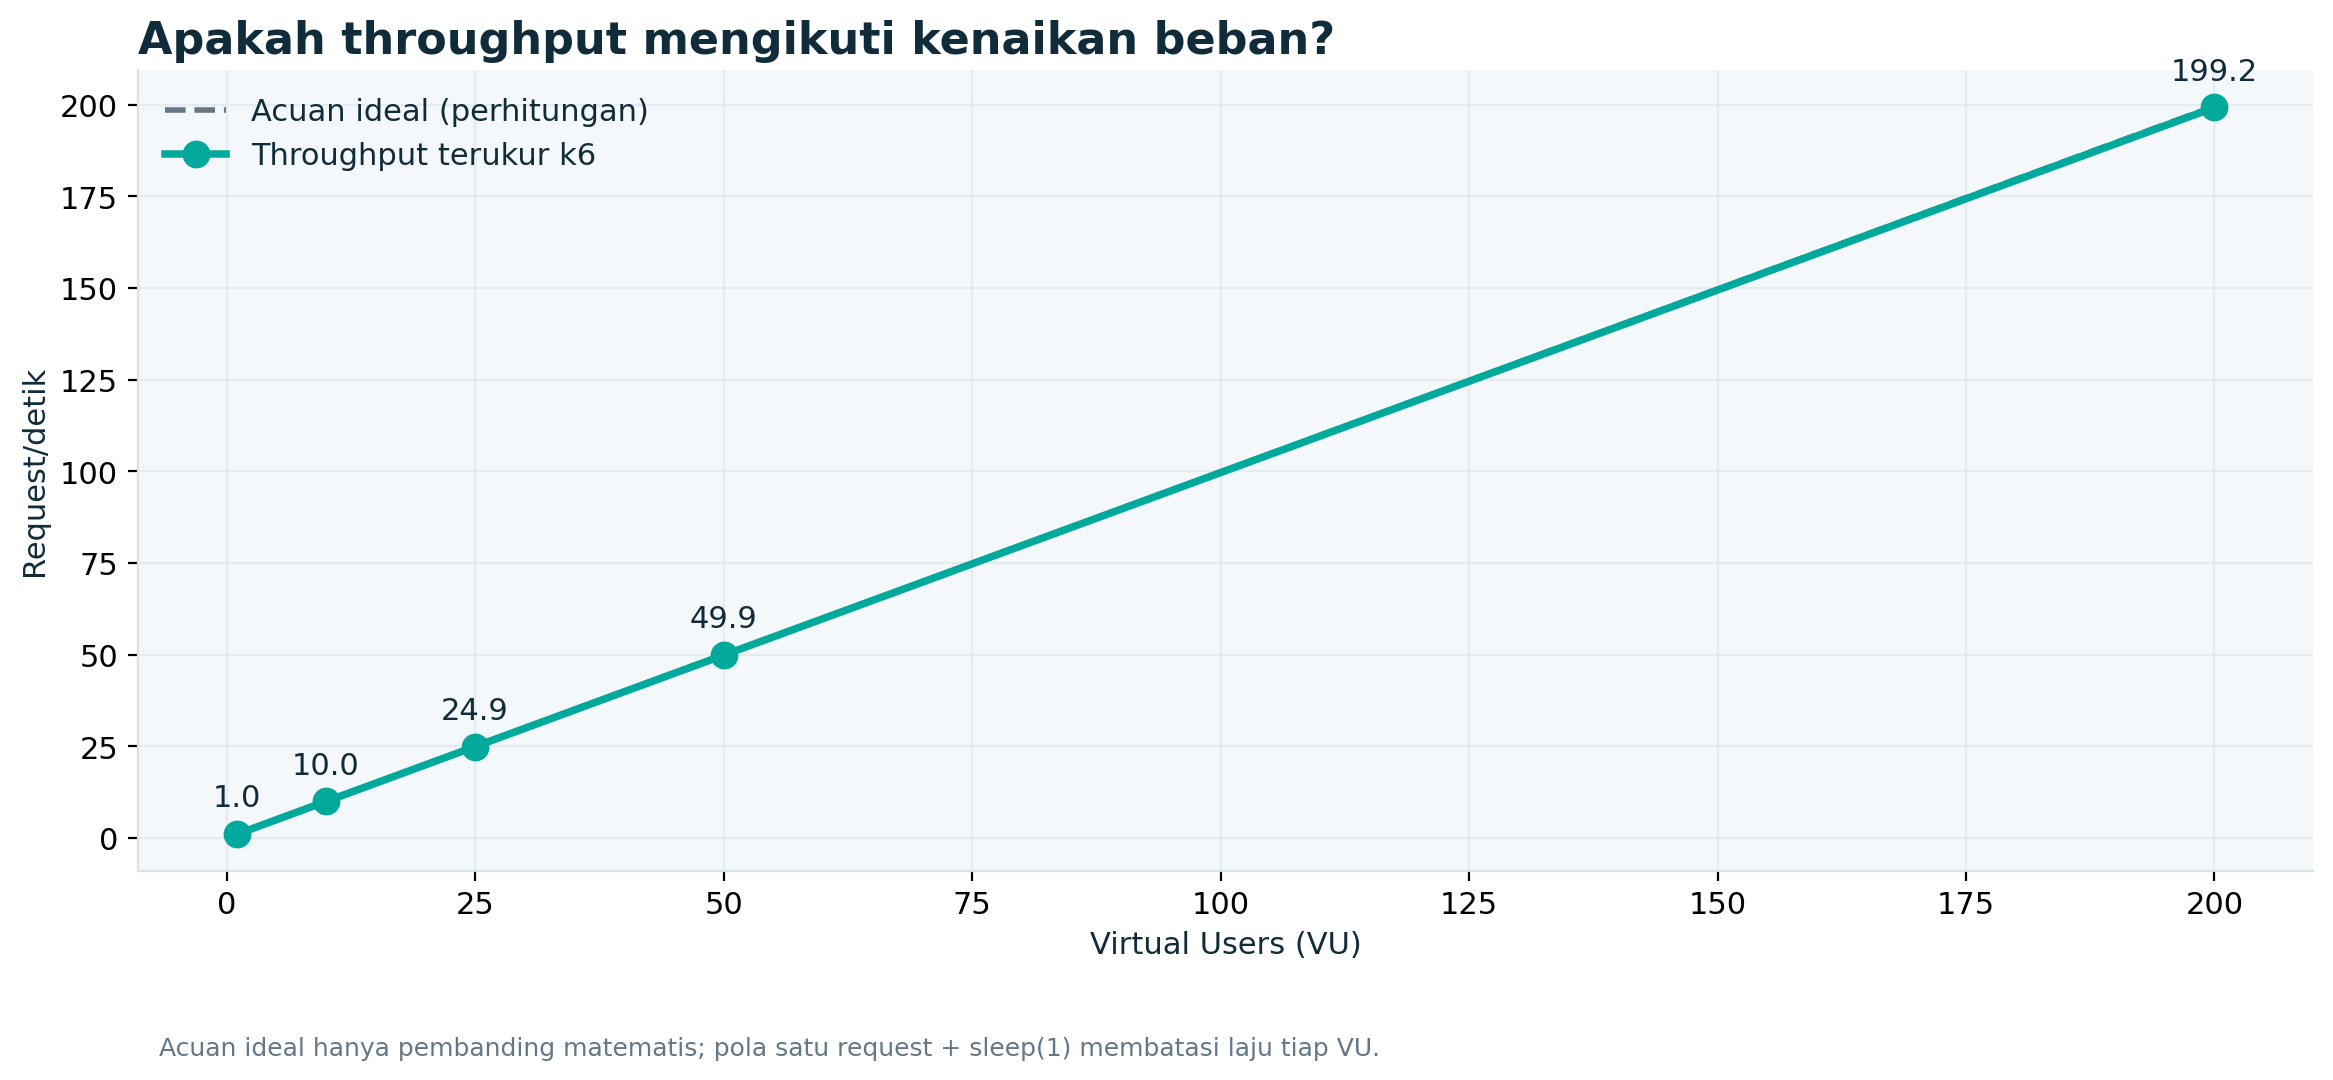 Apakah throughput mengikuti kenaikan beban?
199.2
Acuan ideal (perhitungan)
Throughput terukur k6
200
175
150
125
100
75
50
25
0
Request/detik
49.9
24.9
10.0
1.0
0 25 50 75 100 125 150 175 200
Virtual Users (VU)
Acuan ideal hanya pembanding matematis; pola satu request + sleep(1) membatasi laju tiap VU.